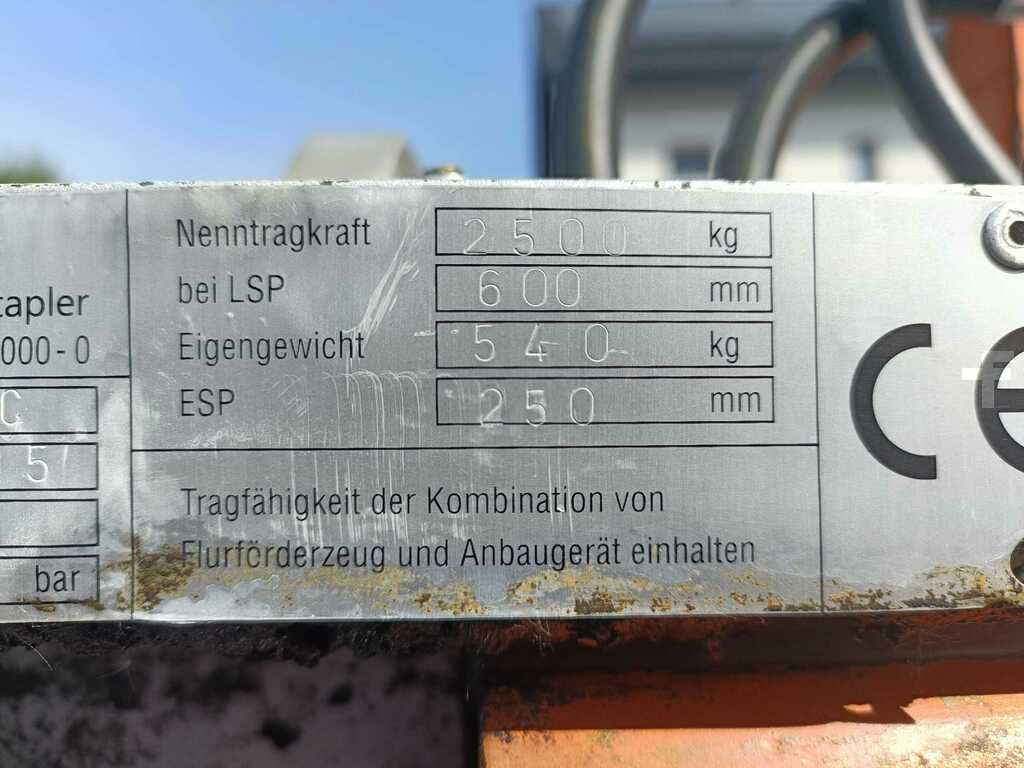 Nenntragkraft 2500 kg
bei LSP 600 mm
Eigengewicht 540 kg
ESP 250 mm
Tragfähigkeit der Kombination von
Flurförderzeug und Anbaugerät einhalten
tapler
000-0
C
5
bar
CE